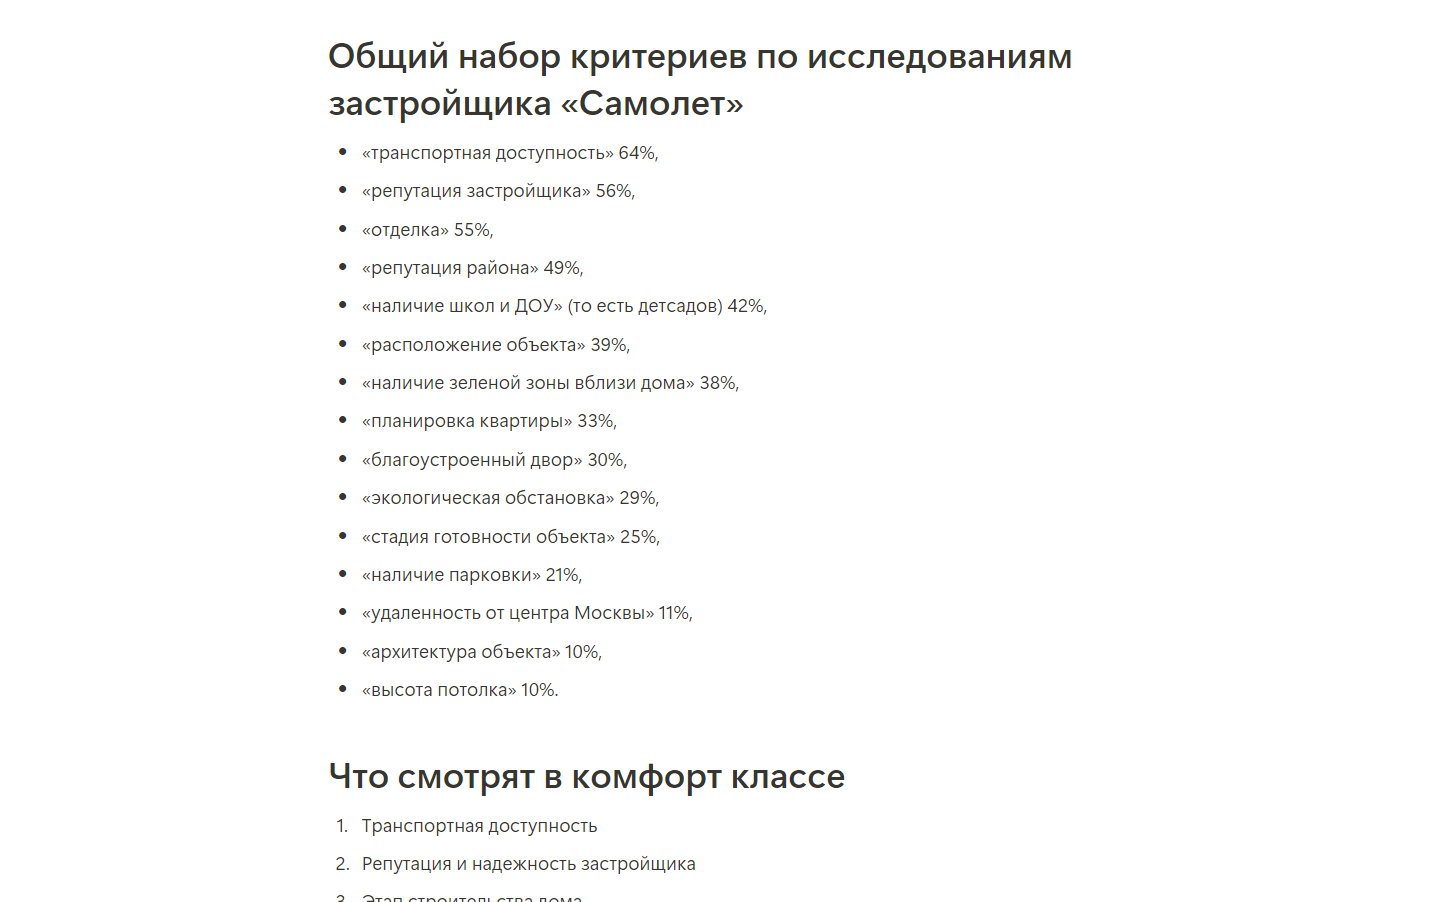 Общий набор критериев по исследованиям
застройщика «Самолет»
• «транспортная доступность» 64%,
• «репутация застройщика» 56%,
• «отделка» 55%,
• «репутация района» 49%,
• «наличие школ и ДОУ» (то есть детсадов) 42%,
• «расположение объекта» 39%,
• «наличие зеленой зоны вблизи дома» 38%,
• «планировка квартиры» 33%,
• «благоустроенный двор» 30%,
• «экологическая обстановка» 29%,
• «стадия готовности объекта» 25%,
• «наличие парковки» 21%,
• «удаленность от центра Москвы» 11%,
• «архитектура объекта» 10%,
• «высота потолка» 10%.
Что смотрят в комфорт классе
1. Транспортная доступность
2. Репутация и надежность застройщика
3. Этап строительства дома